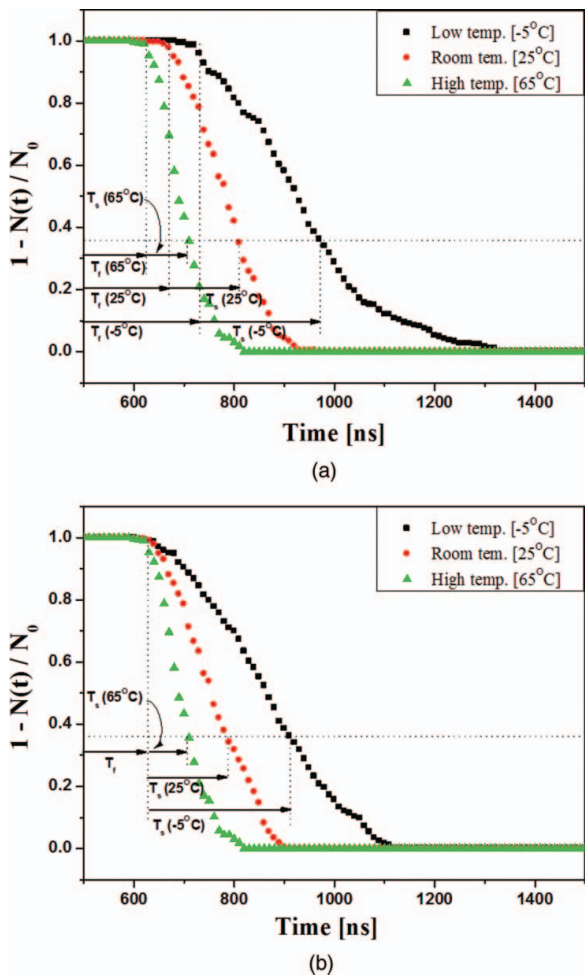 1.0
0.8
0.6
0.4
0.2
0.0
1 - N(t) / N0
Low temp. [-5°C]
Room tem. [25°C]
High temp. [65°C]
Ts (65°C)
Tf (65°C)
Tf (25°C)
Ts (25°C)
Tf (-5°C)
Ts (-5°C)
600 800 1000 1200 1400
Time [ns]
(a)
1.0
0.8
0.6
0.4
0.2
0.0
1 - N(t) / N0
Low temp. [-5°C]
Room tem. [25°C]
High temp. [65°C]
Ts (65°C)
Tf
Ts (25°C)
Ts (-5°C)
600 800 1000 1200 1400
Time [ns]
(b)